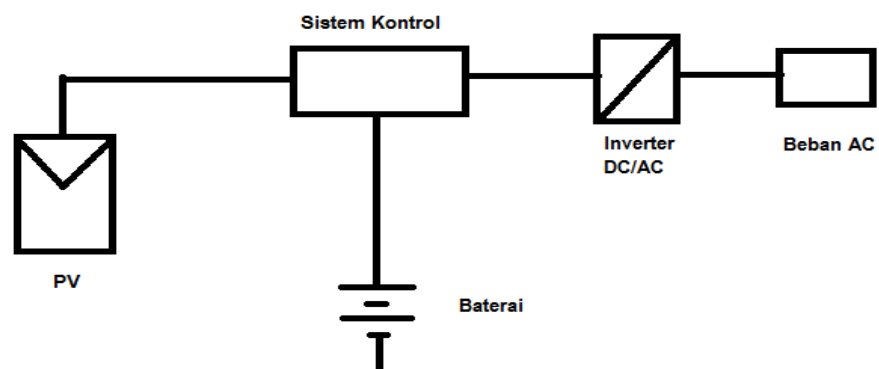 Sistem Kontrol
Inverter
DC/AC
Beban AC
PV
Baterai